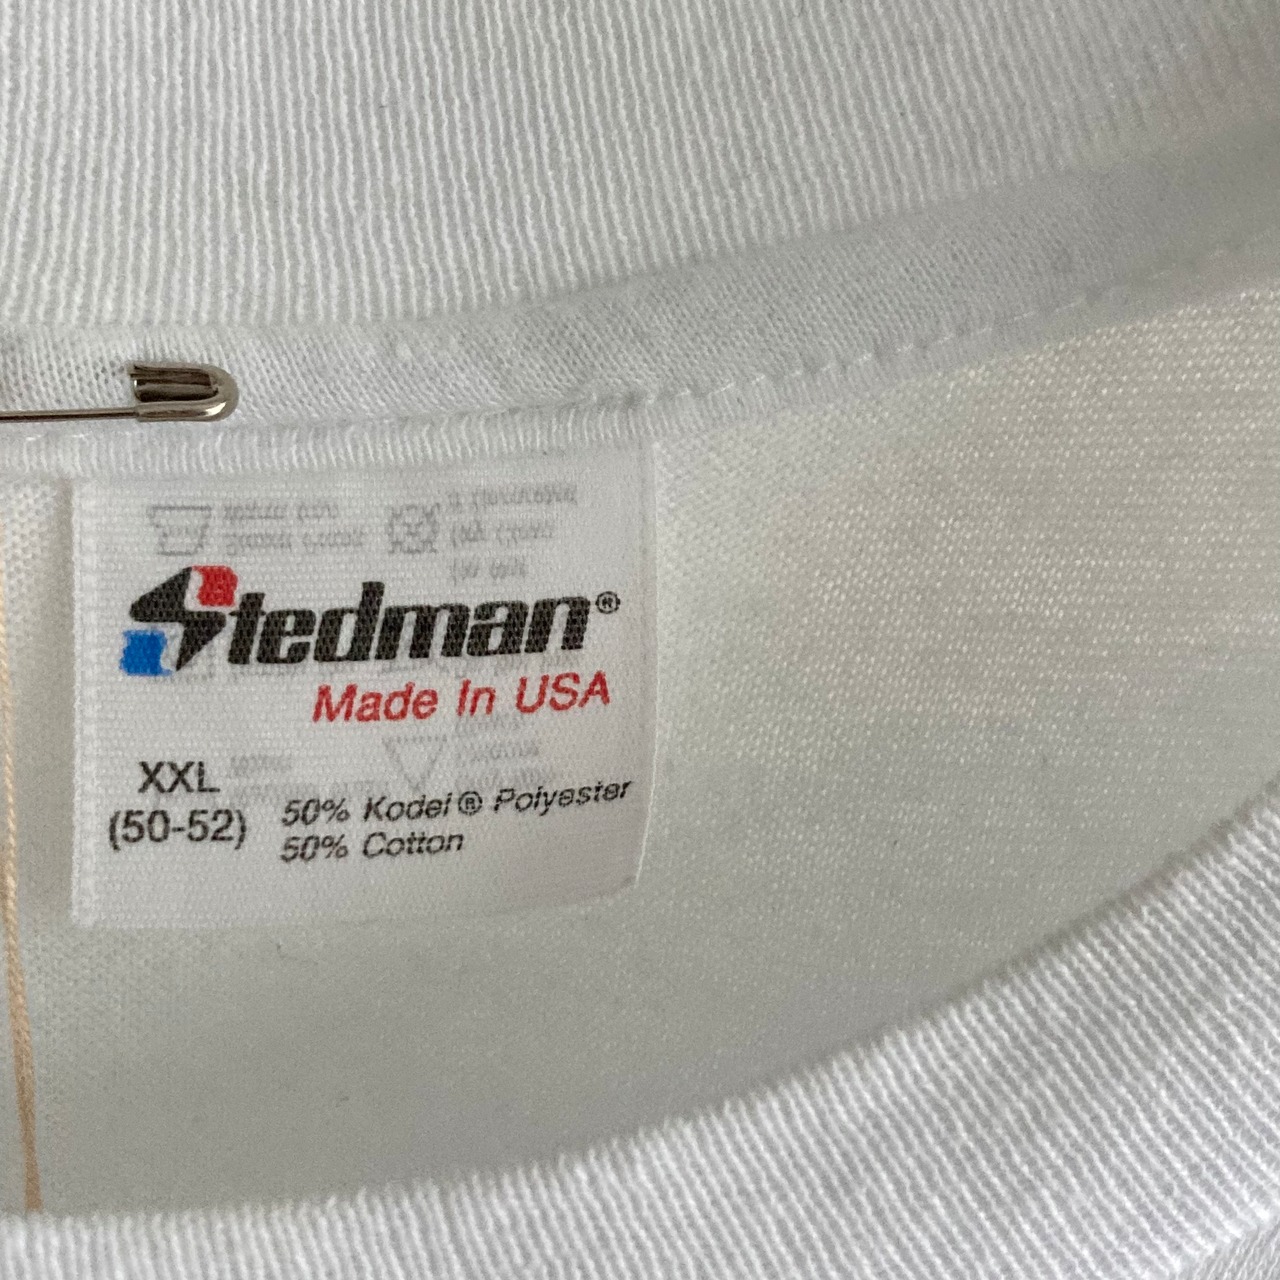 Stedman®
Made In USA
XXL
(50-52)
50% Kodel® Polyester
50% Cotton